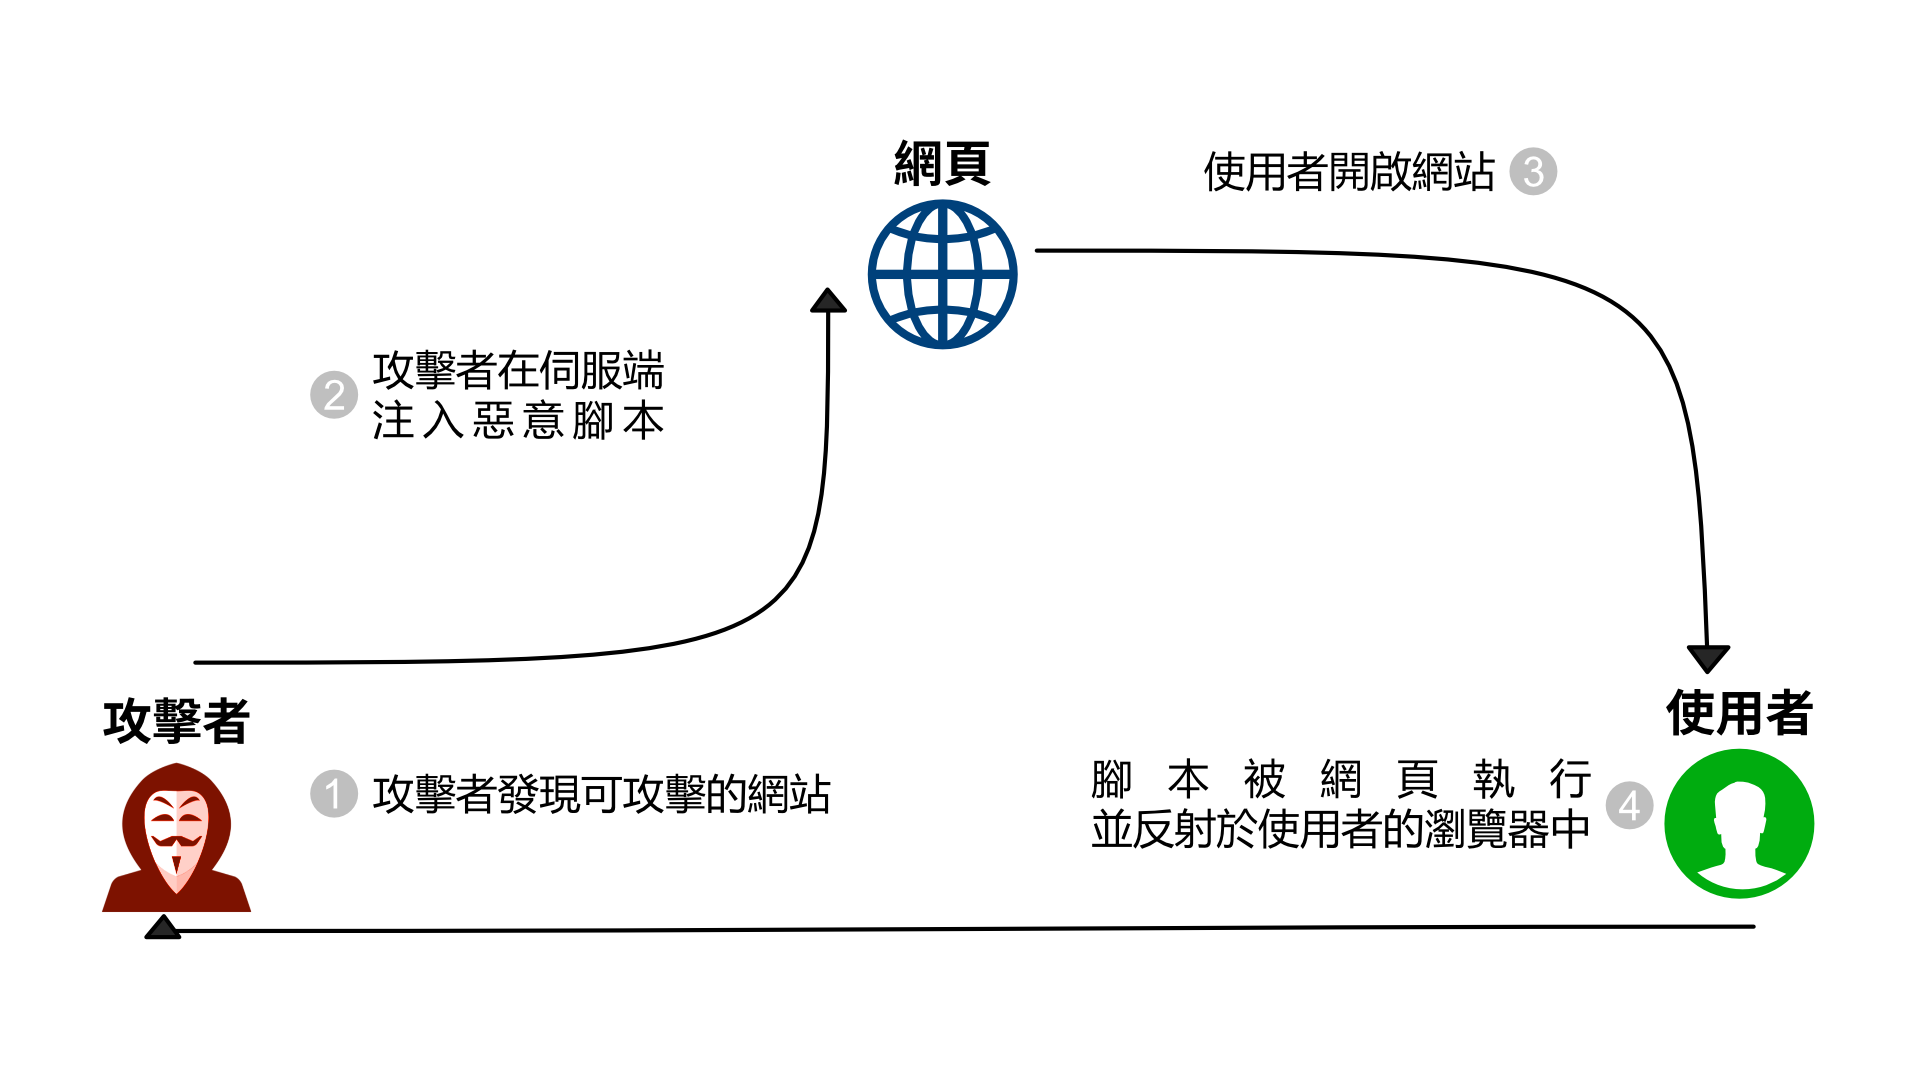 網頁
使用者開啟網站 3
2 攻擊者在伺服端
注入惡意腳本
攻擊者
1 攻擊者發現可攻擊的網站
使用者
腳本被網頁執行
並反射於使用者的瀏覽器中 4